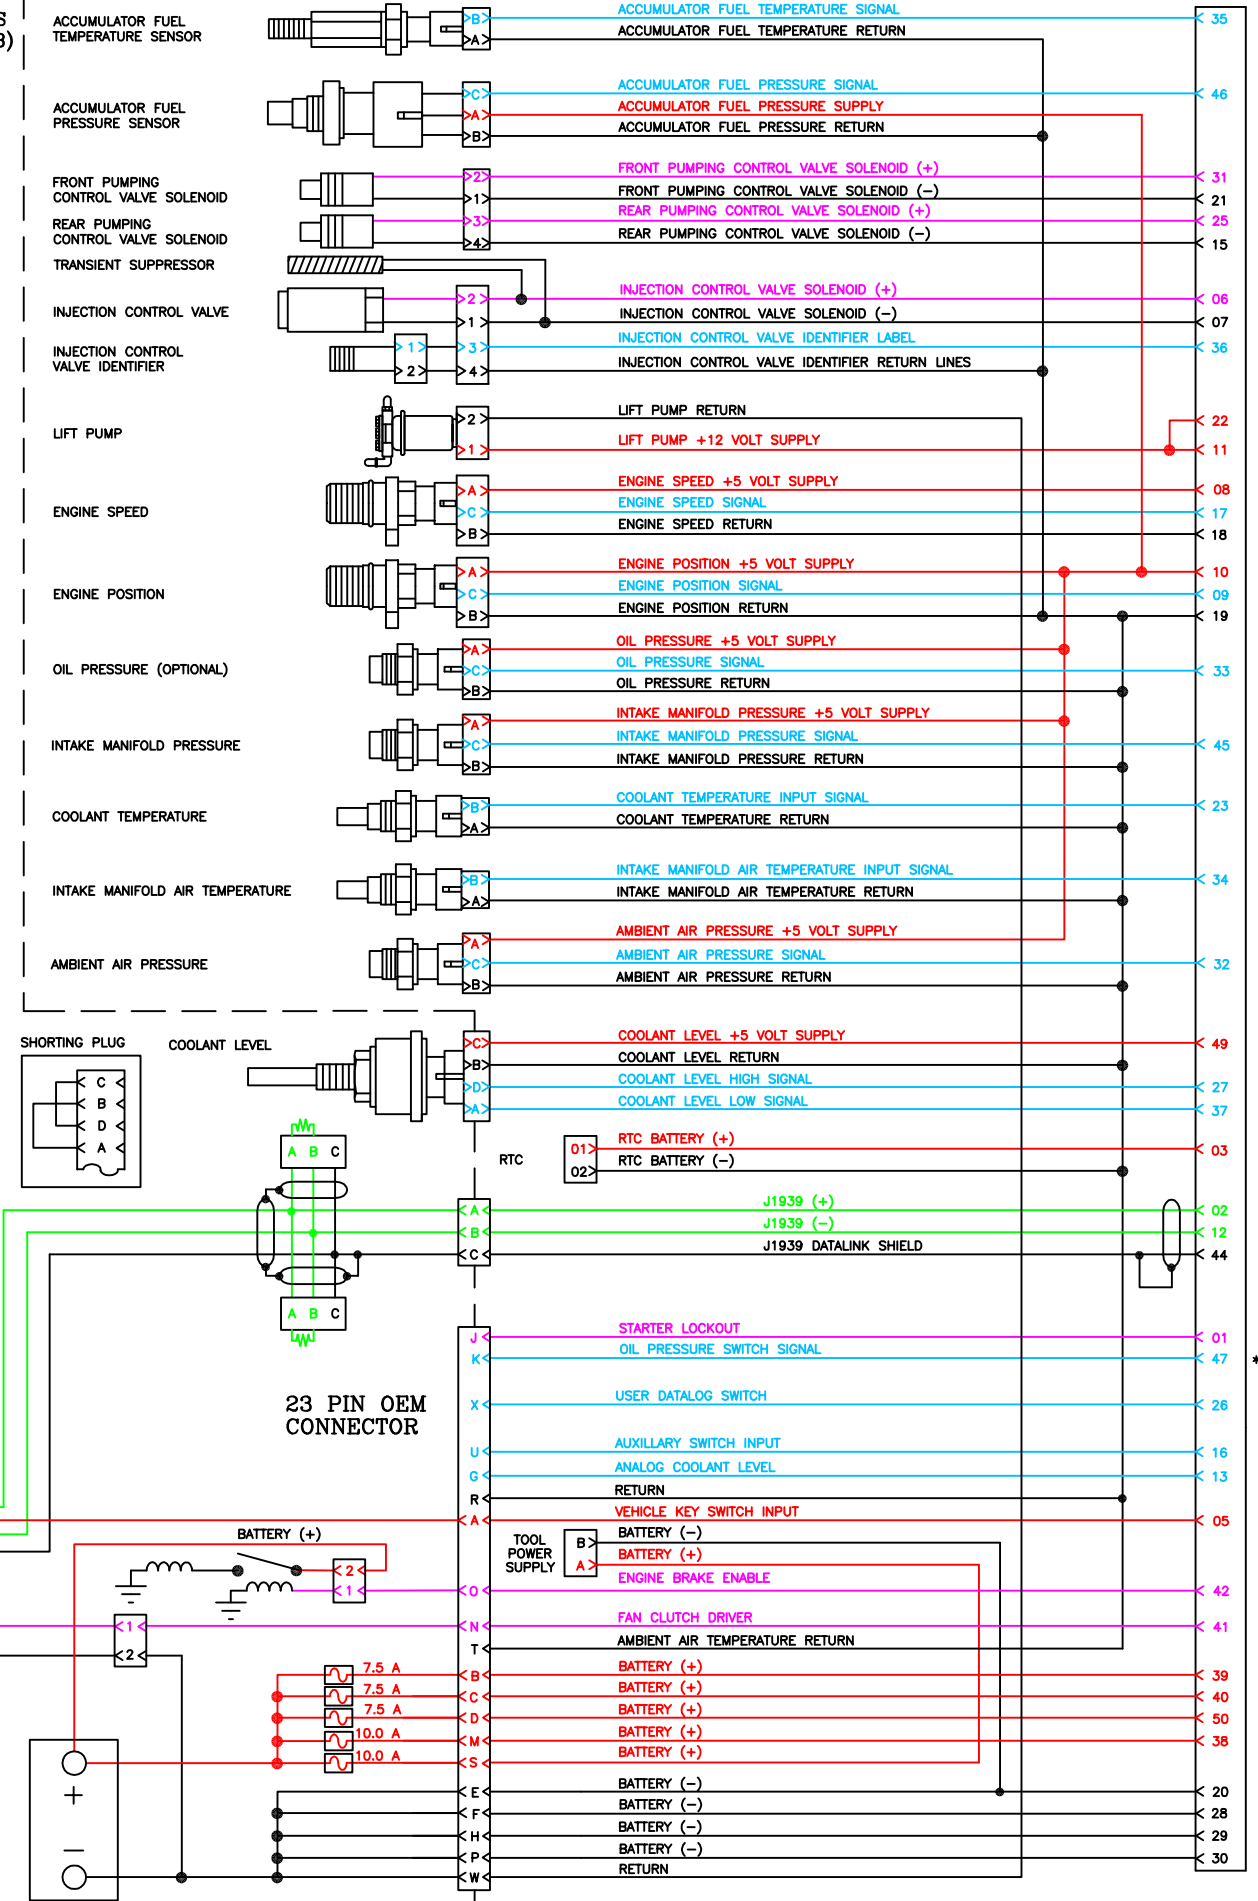 S
3)
ACCUMULATOR FUEL
TEMPERATURE SENSOR
B
A
ACCUMULATOR FUEL TEMPERATURE SIGNAL
ACCUMULATOR FUEL TEMPERATURE RETURN
35
ACCUMULATOR FUEL
PRESSURE SENSOR
C
A
B
ACCUMULATOR FUEL PRESSURE SIGNAL
ACCUMULATOR FUEL PRESSURE SUPPLY
ACCUMULATOR FUEL PRESSURE RETURN
46
FRONT PUMPING
CONTROL VALVE SOLENOID
2
1
FRONT PUMPING CONTROL VALVE SOLENOID (+)
FRONT PUMPING CONTROL VALVE SOLENOID (-)
31
21
REAR PUMPING
CONTROL VALVE SOLENOID
3
4
REAR PUMPING CONTROL VALVE SOLENOID (+)
REAR PUMPING CONTROL VALVE SOLENOID (-)
25
15
TRANSIENT SUPPRESSOR
INJECTION CONTROL VALVE
2
1
INJECTION CONTROL VALVE SOLENOID (+)
INJECTION CONTROL VALVE SOLENOID (-)
06
07
INJECTION CONTROL
VALVE IDENTIFIER
1
2
3
4
INJECTION CONTROL VALVE IDENTIFIER LABEL
INJECTION CONTROL VALVE IDENTIFIER RETURN LINES
36
LIFT PUMP
2
1
LIFT PUMP RETURN
LIFT PUMP +12 VOLT SUPPLY
22
11
ENGINE SPEED
A
C
B
ENGINE SPEED +5 VOLT SUPPLY
ENGINE SPEED SIGNAL
ENGINE SPEED RETURN
08
17
18
ENGINE POSITION
A
C
B
ENGINE POSITION +5 VOLT SUPPLY
ENGINE POSITION SIGNAL
ENGINE POSITION RETURN
10
09
19
OIL PRESSURE (OPTIONAL)
A
C
B
OIL PRESSURE +5 VOLT SUPPLY
OIL PRESSURE SIGNAL
OIL PRESSURE RETURN
33
INTAKE MANIFOLD PRESSURE
A
C
B
INTAKE MANIFOLD PRESSURE +5 VOLT SUPPLY
INTAKE MANIFOLD PRESSURE SIGNAL
INTAKE MANIFOLD PRESSURE RETURN
45
COOLANT TEMPERATURE
B
A
COOLANT TEMPERATURE INPUT SIGNAL
COOLANT TEMPERATURE RETURN
23
INTAKE MANIFOLD AIR TEMPERATURE
B
A
INTAKE MANIFOLD AIR TEMPERATURE INPUT SIGNAL
INTAKE MANIFOLD AIR TEMPERATURE RETURN
34
AMBIENT AIR PRESSURE
A
C
B
AMBIENT AIR PRESSURE +5 VOLT SUPPLY
AMBIENT AIR PRESSURE SIGNAL
AMBIENT AIR PRESSURE RETURN
32
SHORTING PLUG
C
B
D
A
COOLANT LEVEL
C
B
D
A
COOLANT LEVEL +5 VOLT SUPPLY
COOLANT LEVEL RETURN
COOLANT LEVEL HIGH SIGNAL
COOLANT LEVEL LOW SIGNAL
49
27
37
RTC
01
02
RTC BATTERY (+)
RTC BATTERY (-)
03
A B C
A
B
C
J1939 (+)
J1939 (-)
J1939 DATALINK SHIELD
02
12
44
A B C
23 PIN OEM
CONNECTOR
J
STARTER LOCKOUT
01
K
OIL PRESSURE SWITCH SIGNAL
47
*
X
USER DATALOG SWITCH
26
U
AUXILLARY SWITCH INPUT
16
G
ANALOG COOLANT LEVEL
13
R
RETURN
A
VEHICLE KEY SWITCH INPUT
05
BATTERY (+)
2
1
TOOL
POWER
SUPPLY
B
A
BATTERY (-)
BATTERY (+)
O
ENGINE BRAKE ENABLE
42
1
2
N
FAN CLUTCH DRIVER
41
T
AMBIENT AIR TEMPERATURE RETURN
7.5 A
B
BATTERY (+)
39
7.5 A
C
BATTERY (+)
40
7.5 A
D
BATTERY (+)
50
10.0 A
M
BATTERY (+)
38
10.0 A
S
BATTERY (+)
+
-
E
BATTERY (-)
20
F
BATTERY (-)
28
H
BATTERY (-)
29
P
BATTERY (-)
30
W
RETURN